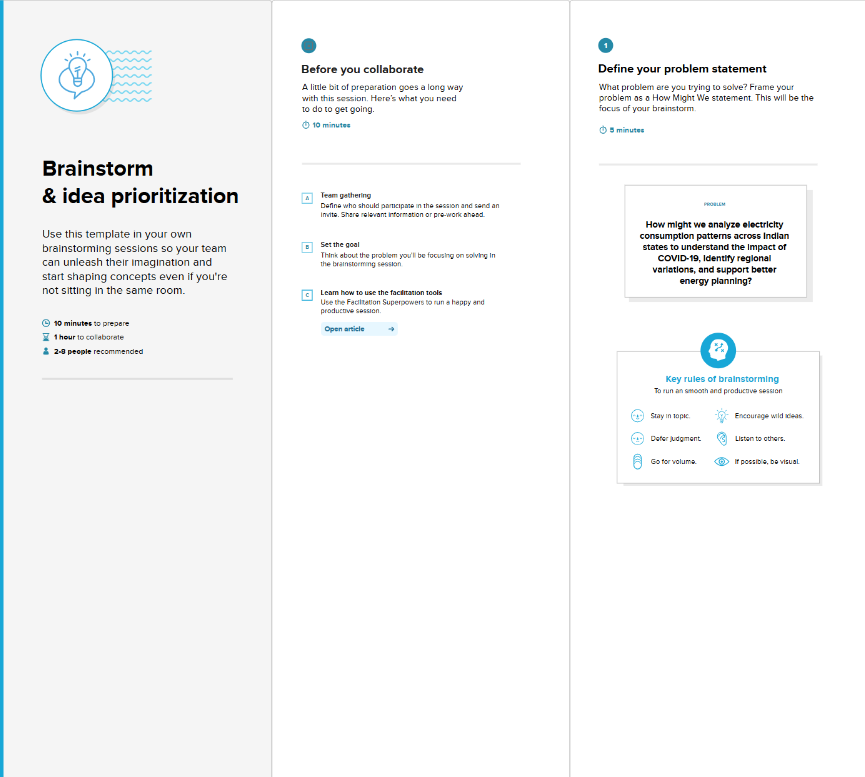 Brainstorm
& idea prioritization
Use this template in your own
brainstorming sessions so your team
can unleash their imagination and
start shaping concepts even if you're
not sitting in the same room.
10 minutes to prepare
1 hour to collaborate
2-8 people recommended
Before you collaborate
A little bit of preparation goes a long way
with this session. Here's what you need
to do to get going.
10 minutes
A
Team gathering
Define who should participate in the session and send an
invite. Share relevant information or pre-work ahead.
B
Set the goal
Think about the problem you'll be focusing on solving in
the brainstorming session.
C
Learn how to use the facilitation tools
Use the Facilitation Superpowers to run a happy and
productive session.
Open article
1
Define your problem statement
What problem are you trying to solve? Frame your
problem as a How Might We statement. This will be the
focus of your brainstorm.
5 minutes
PROBLEM
How might we analyze electricity
consumption patterns across Indian
states to understand the impact of
COVID-19, identify regional
variations, and support better
energy planning?
Key rules of brainstorming
To run an smooth and productive session
Stay in topic.
Encourage wild ideas.
Defer judgment.
Listen to others.
Go for volume.
If possible, be visual.